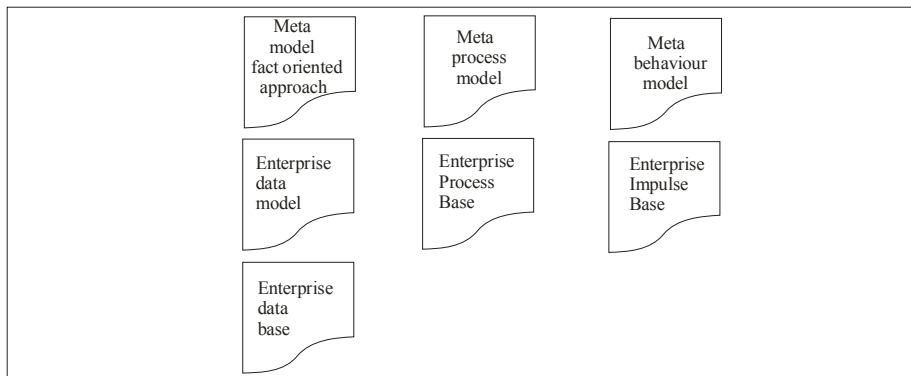 Meta
model
fact oriented
approach
Meta
process
model
Meta
behaviour
model
Enterprise
data
model
Enterprise
Process
Base
Enterprise
Impulse
Base
Enterprise
data
base